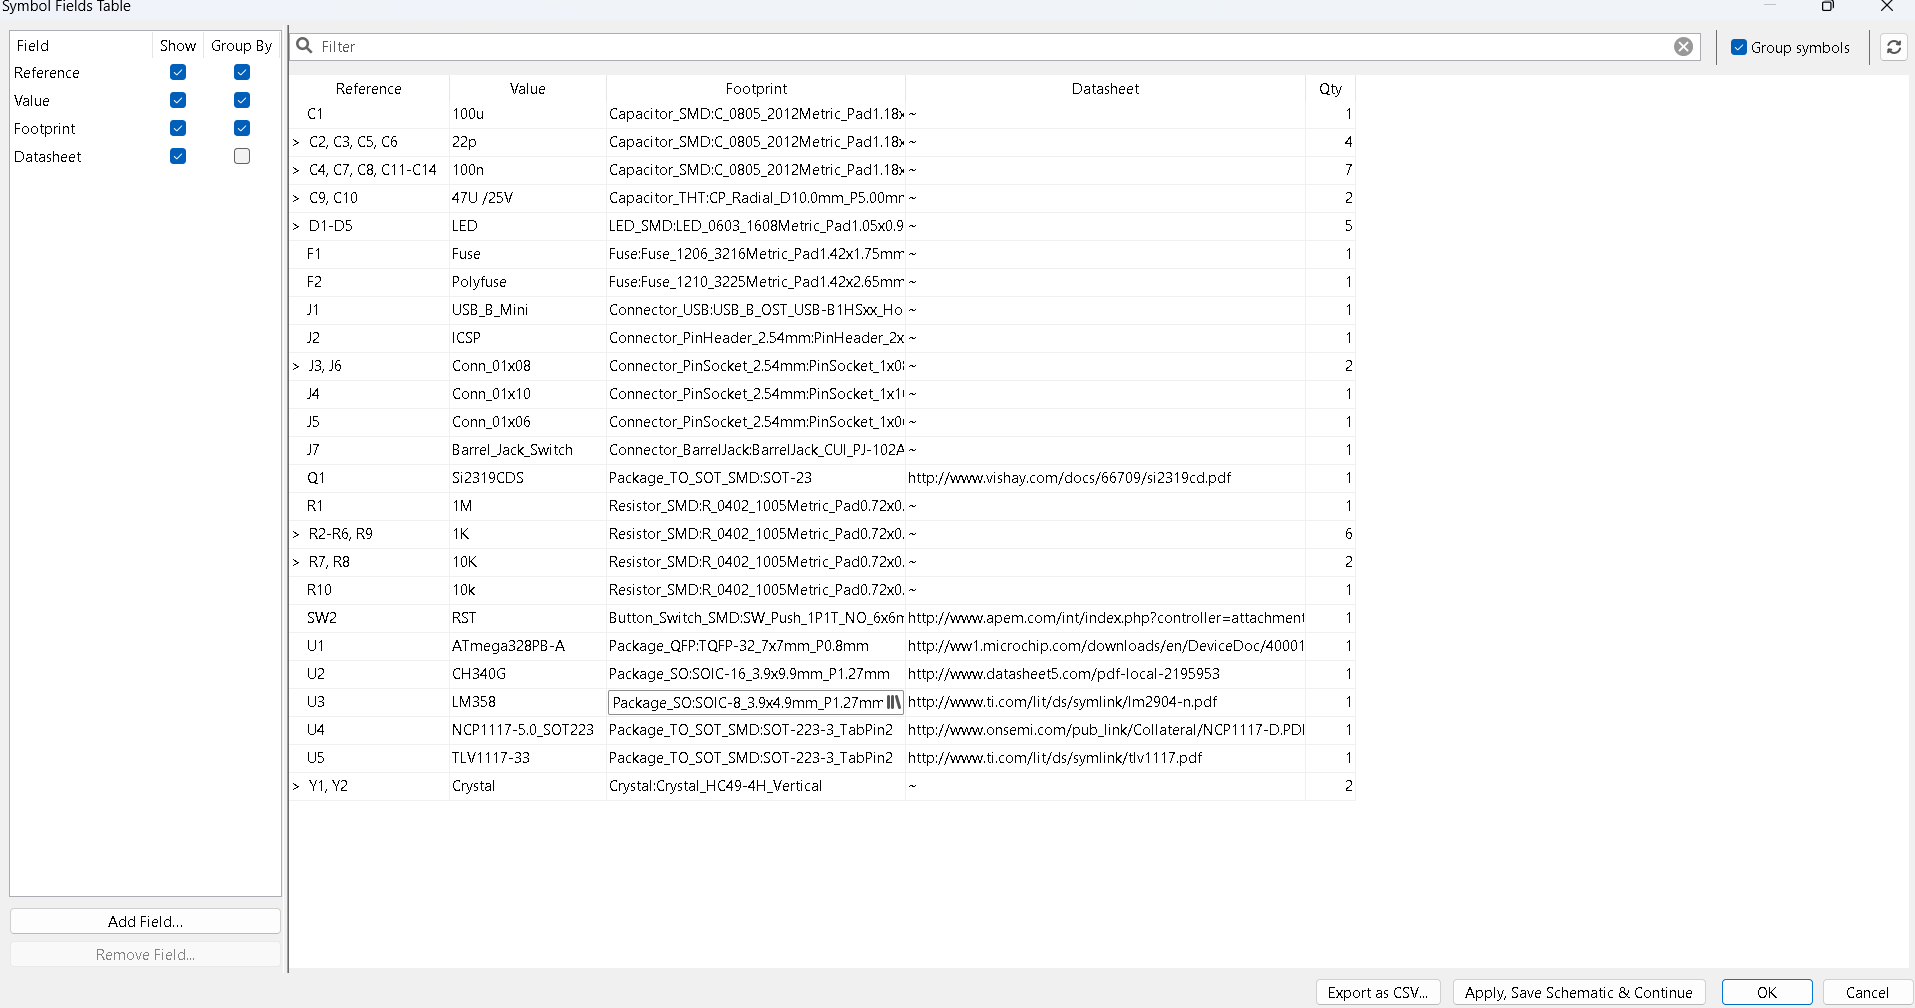 Symbol Fields Table
Field Show Group By
Reference
Value
Footprint
Datasheet
Add Field...
Remove Field...
Filter
Group symbols
Reference Value Footprint Datasheet Qty
C1 100u Capacitor_SMD:C_0805_2012Metric_Pad1.18x ~ 1
> C2, C3, C5, C6 22p Capacitor_SMD:C_0805_2012Metric_Pad1.18x ~ 4
> C4, C7, C8, C11-C14 100n Capacitor_SMD:C_0805_2012Metric_Pad1.18x ~ 7
> C9, C10 47U /25V Capacitor_THT:CP_Radial_D10.0mm_P5.00mm ~ 2
> D1-D5 LED LED_SMD:LED_0603_1608Metric_Pad1.05x0.9 ~ 5
F1 Fuse Fuse:Fuse_1206_3216Metric_Pad1.42x1.75mm ~ 1
F2 Polyfuse Fuse:Fuse_1210_3225Metric_Pad1.42x2.65mm ~ 1
J1 USB_B_Mini Connector_USB:USB_B_OST_USB-B1HSxx_Ho ~ 1
J2 ICSP Connector_PinHeader_2.54mm:PinHeader_2x ~ 1
> J3, J6 Conn_01x08 Connector_PinSocket_2.54mm:PinSocket_1x08 ~ 2
J4 Conn_01x10 Connector_PinSocket_2.54mm:PinSocket_1x1 ~ 1
J5 Conn_01x06 Connector_PinSocket_2.54mm:PinSocket_1x0 ~ 1
J7 Barrel_Jack_Switch Connector_BarrelJack:BarrelJack_CUI_PJ-102A ~ 1
Q1 Si2319CDS Package_TO_SOT_SMD:SOT-23 http://www.vishay.com/docs/66709/si2319cd.pdf 1
R1 1M Resistor_SMD:R_0402_1005Metric_Pad0.72x0. ~ 1
> R2-R6, R9 1K Resistor_SMD:R_0402_1005Metric_Pad0.72x0. ~ 6
> R7, R8 10K Resistor_SMD:R_0402_1005Metric_Pad0.72x0. ~ 2
R10 10k Resistor_SMD:R_0402_1005Metric_Pad0.72x0. ~ 1
SW2 RST Button_Switch_SMD:SW_Push_1P1T_NO_6x6m http://www.apem.com/int/index.php?controller=attachment 1
U1 ATmega328PB-A Package_QFP:TQFP-32_7x7mm_P0.8mm http://ww1.microchip.com/downloads/en/DeviceDoc/40001 1
U2 CH340G Package_SO:SOIC-16_3.9x9.9mm_P1.27mm http://www.datasheet5.com/pdf-local-2195953 1
U3 LM358 Package_SO:SOIC-8_3.9x4.9mm_P1.27mm http://www.ti.com/lit/ds/symlink/lm2904-n.pdf 1
U4 NCP1117-5.0_SOT223 Package_TO_SOT_SMD:SOT-223-3_TabPin2 http://www.onsemi.com/pub_link/Collateral/NCP1117-D.PDF 1
U5 TLV1117-33 Package_TO_SOT_SMD:SOT-223-3_TabPin2 http://www.ti.com/lit/ds/symlink/tlv1117.pdf 1
> Y1, Y2 Crystal Crystal:Crystal_HC49-4H_Vertical ~ 2
Export as CSV... Apply, Save Schematic & Continue OK Cancel